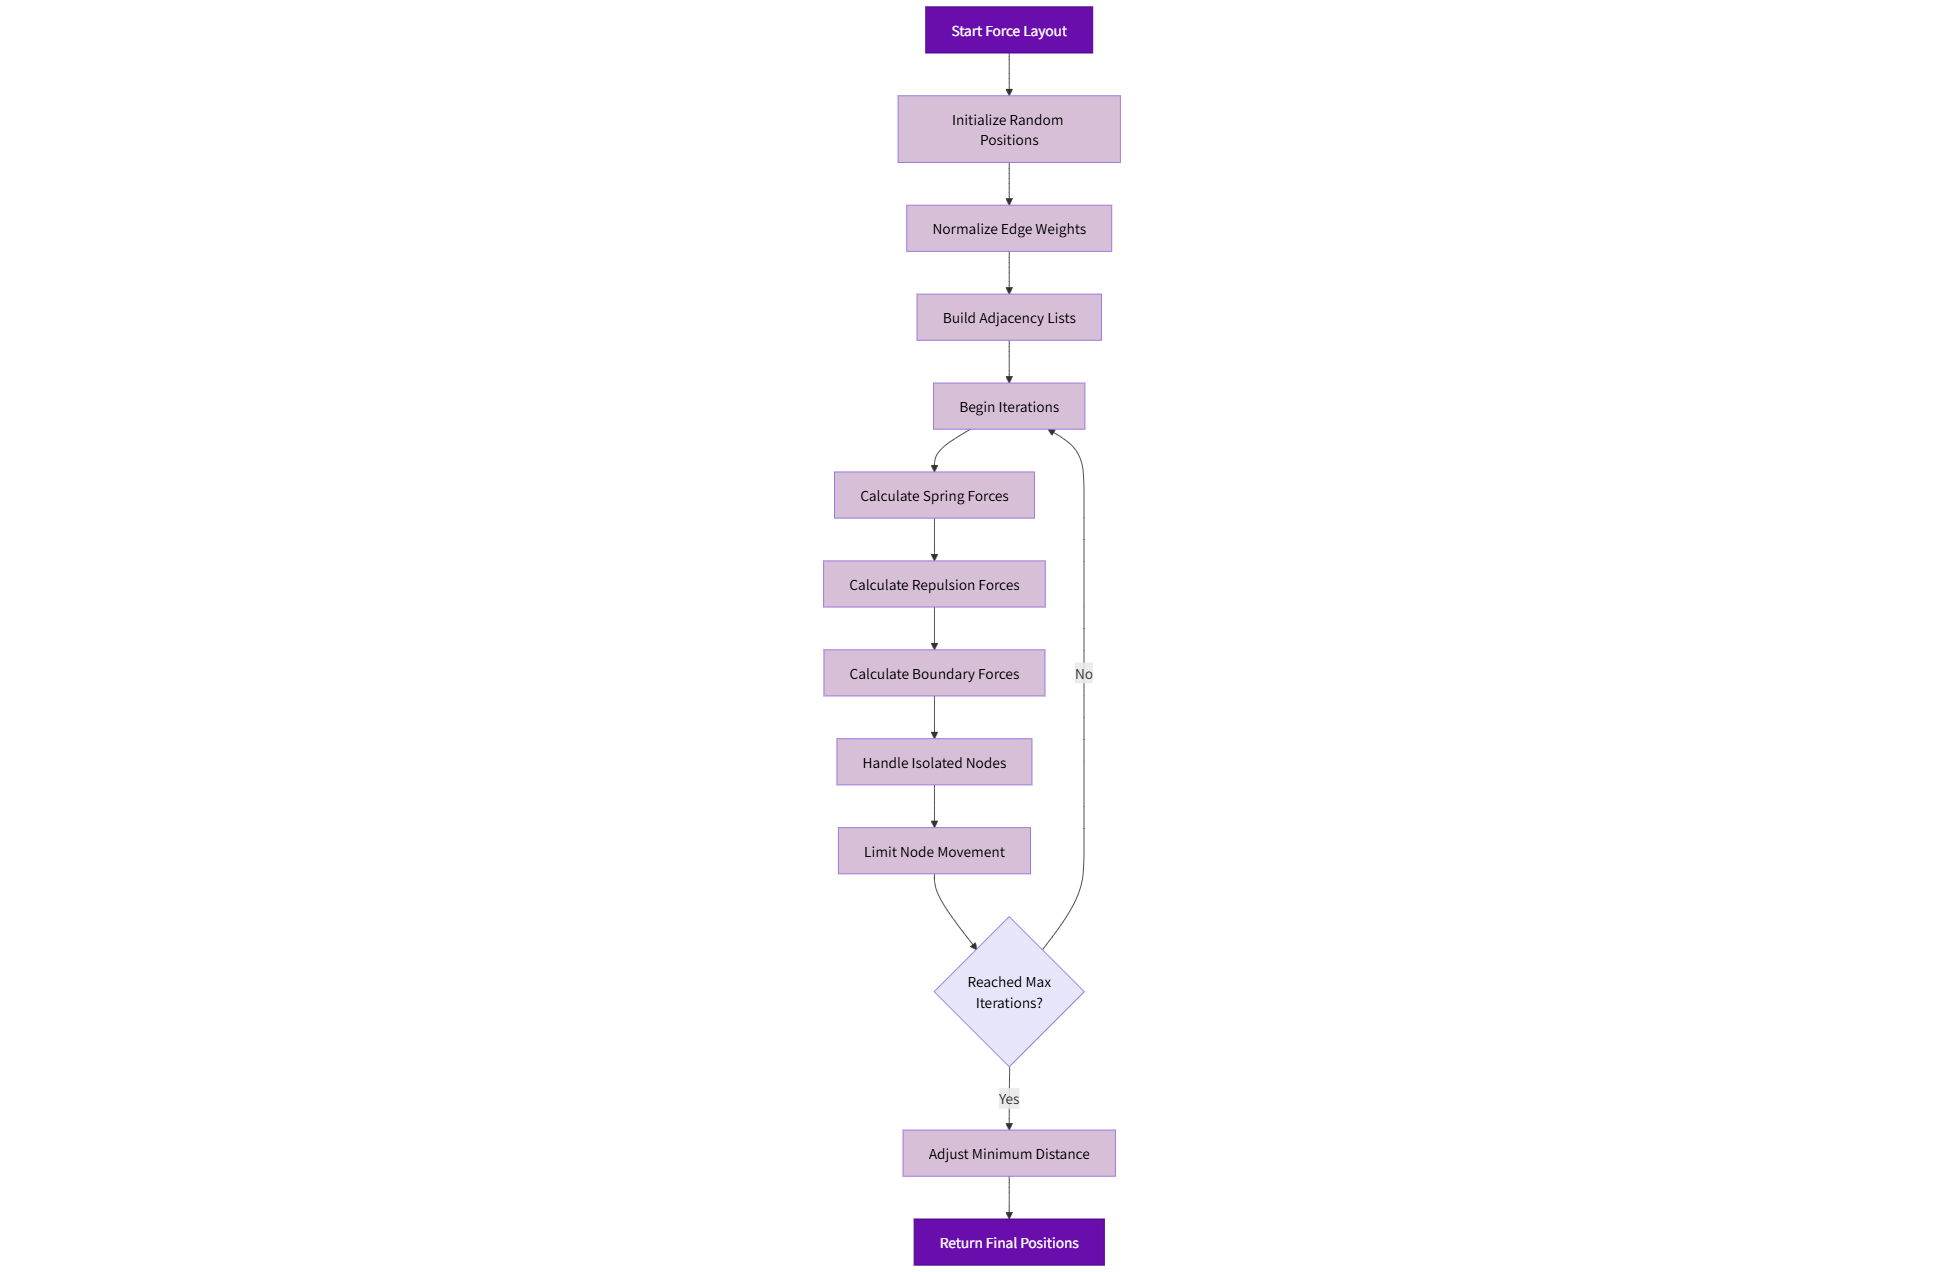 Start Force Layout
Initialize Random
Positions
Normalize Edge Weights
Build Adjacency Lists
Begin Iterations
Calculate Spring Forces
Calculate Repulsion Forces
Calculate Boundary Forces
No
Handle Isolated Nodes
Limit Node Movement
Reached Max
Iterations?
Yes
Adjust Minimum Distance
Return Final Positions